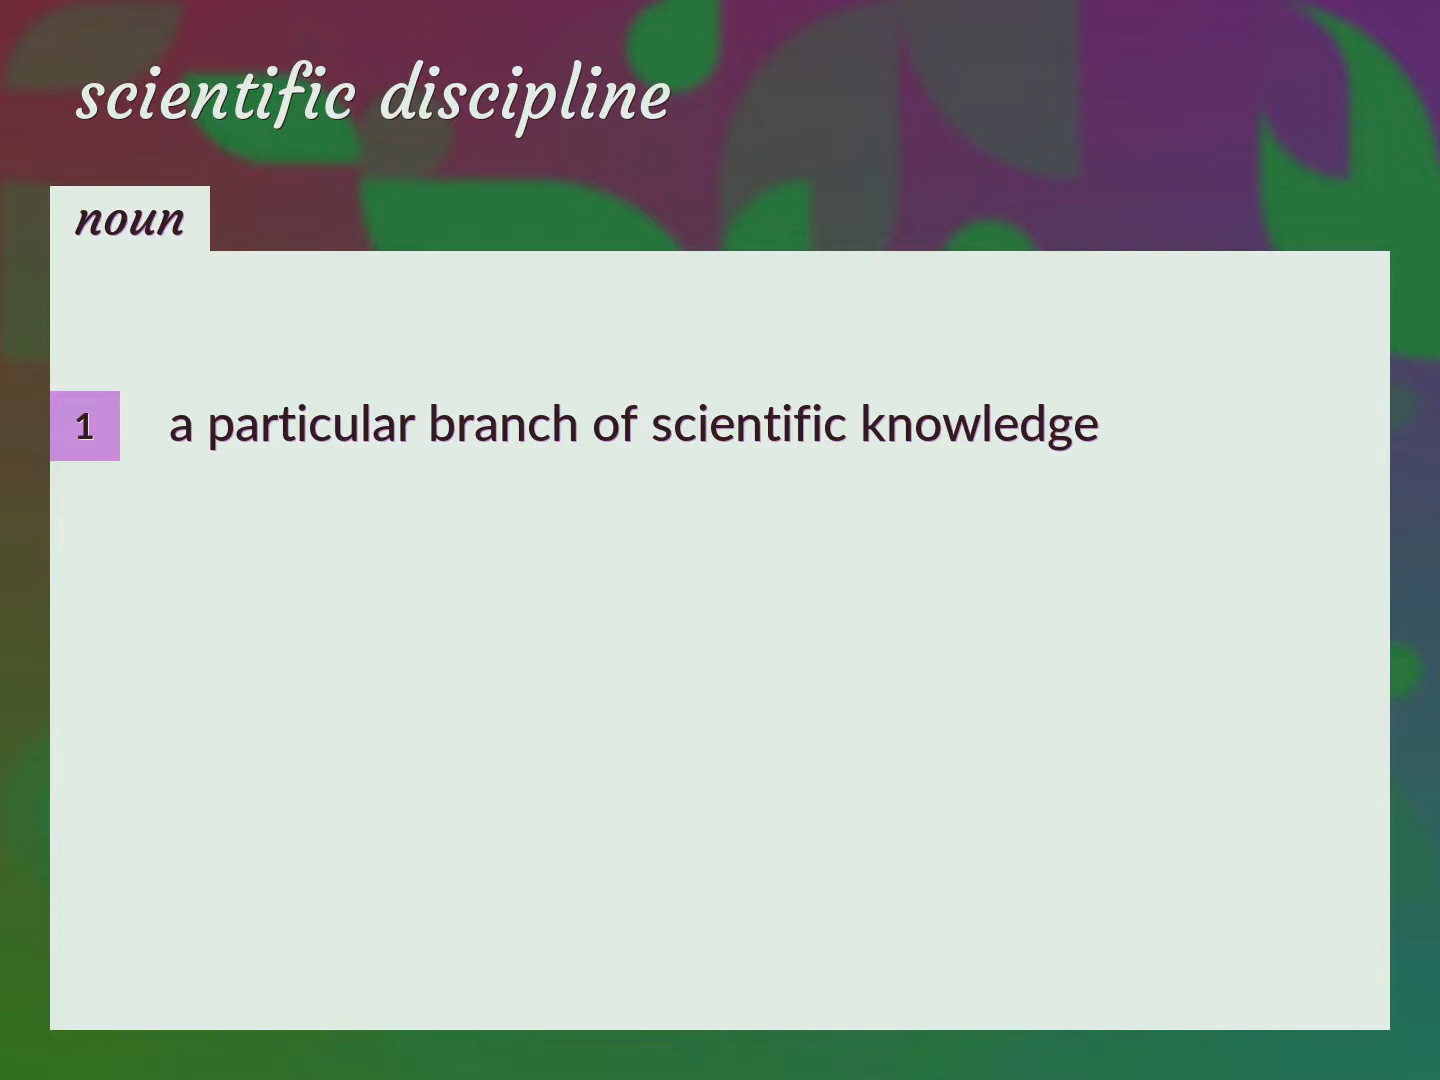 scientific discipline
noun
1 a particular branch of scientific knowledge